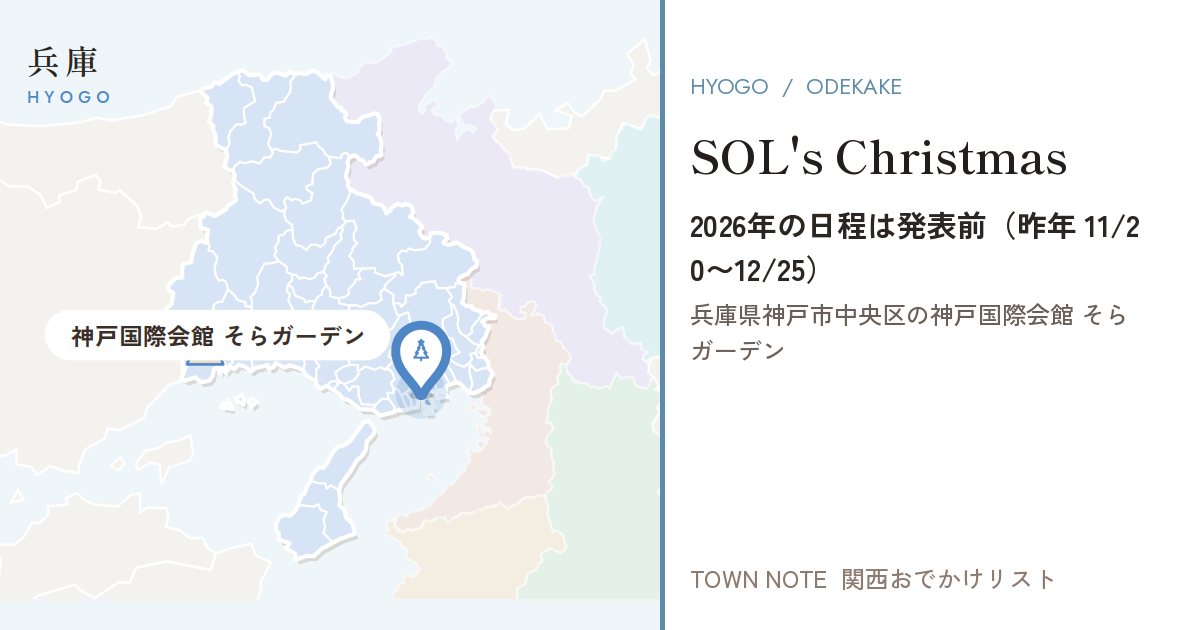 兵庫
HYOGO
神戸国際会館 そらガーデン
HYOGO / ODEKAKE
SOL's Christmas
2026年の日程は発表前（昨年 11/2
0〜12/25）
兵庫県神戸市中央区の神戸国際会館 そら
ガーデン
TOWN NOTE 関西おでかけリスト